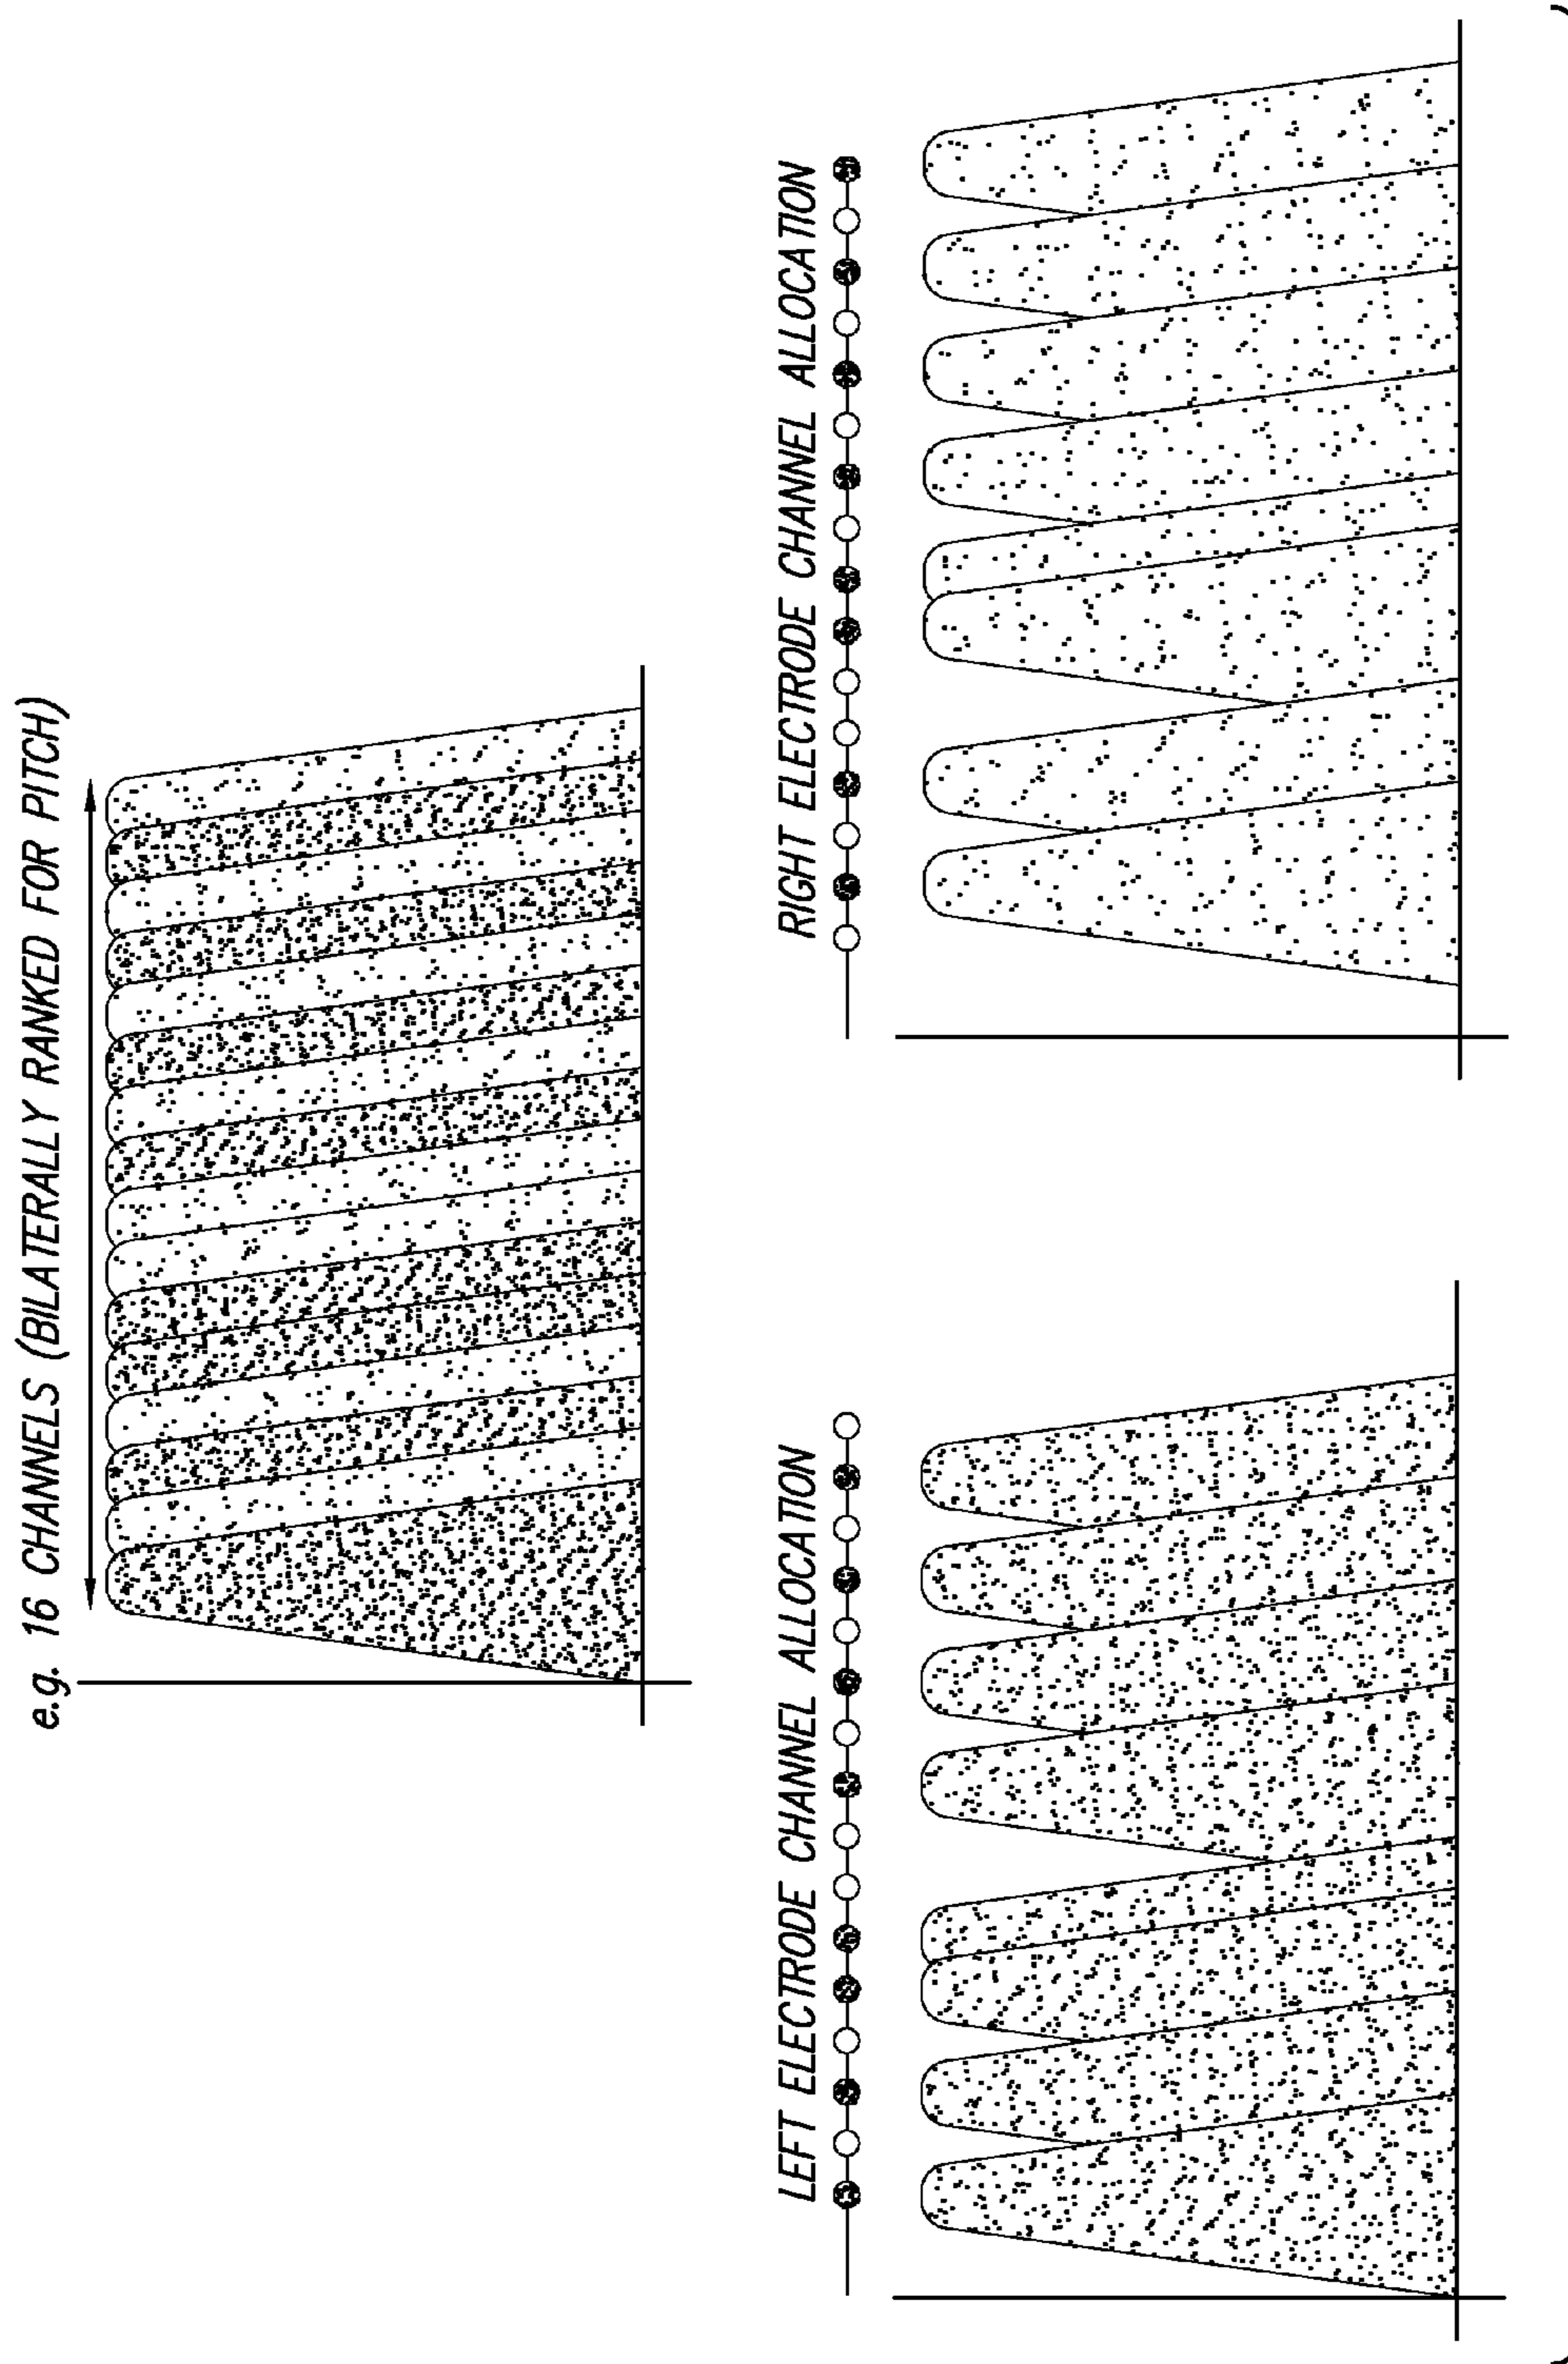 e.g. 16 CHANNELS (BILATERALLY RANKED FOR PITCH)
LEFT ELECTRODE CHANNEL ALLOCATION
RIGHT ELECTRODE CHANNEL ALLOCATION